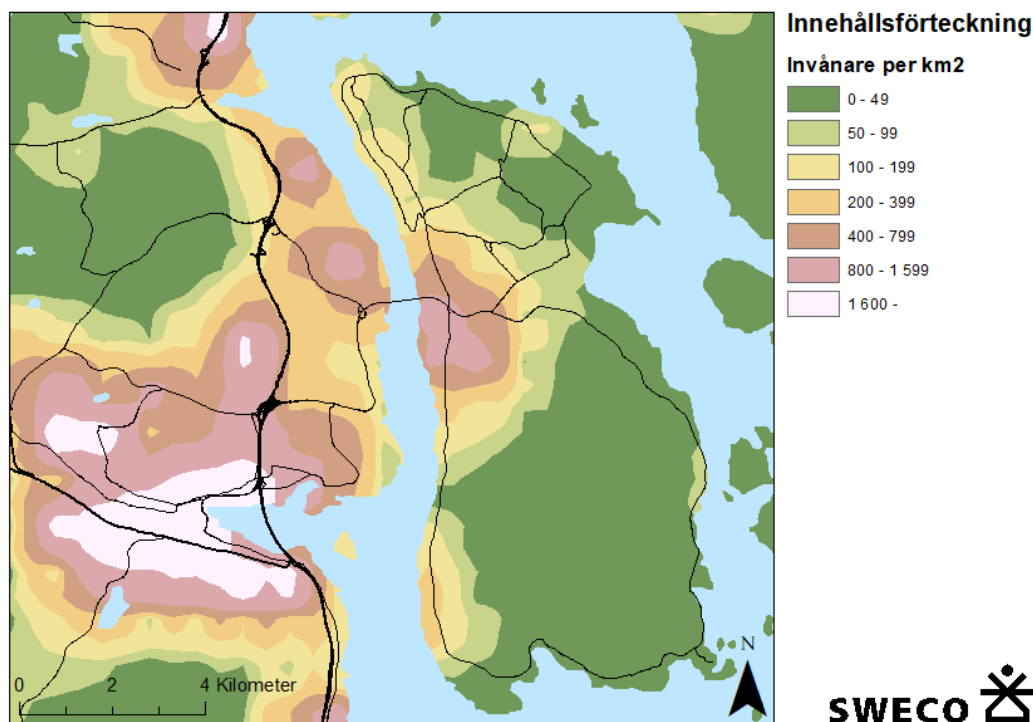 Innehållsförteckning
Invånare per km2
0 - 49
50 - 99
100 - 199
200 - 399
400 - 799
800 - 1 599
1 600 -
N
0 2 4 Kilometer
SWECO